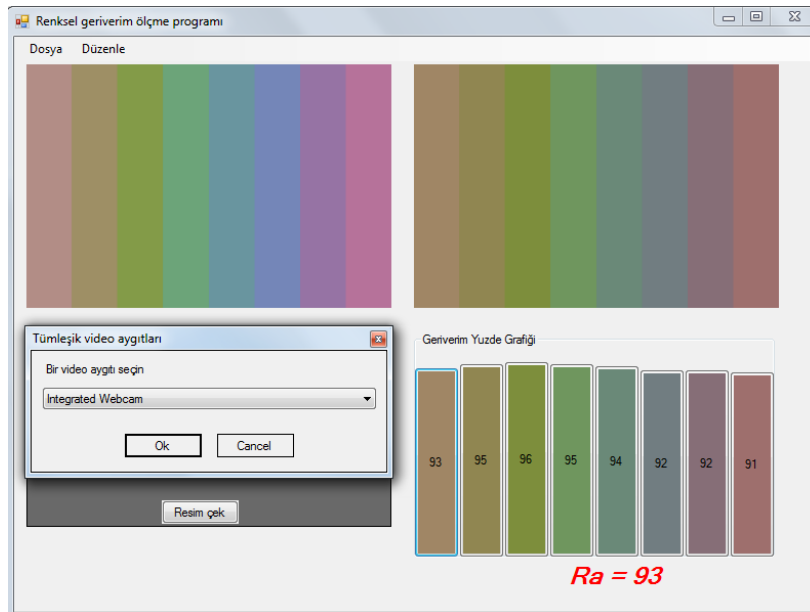 Renksel geriverim ölçme programı
Dosya Düzenle
Tümleşik video aygıtları
Bir video aygıtı seçin
Integrated Webcam
Ok Cancel
Resim çek
Geriverim Yuzde Grafiği
93 95 96 95 94 92 92 91
Ra = 93